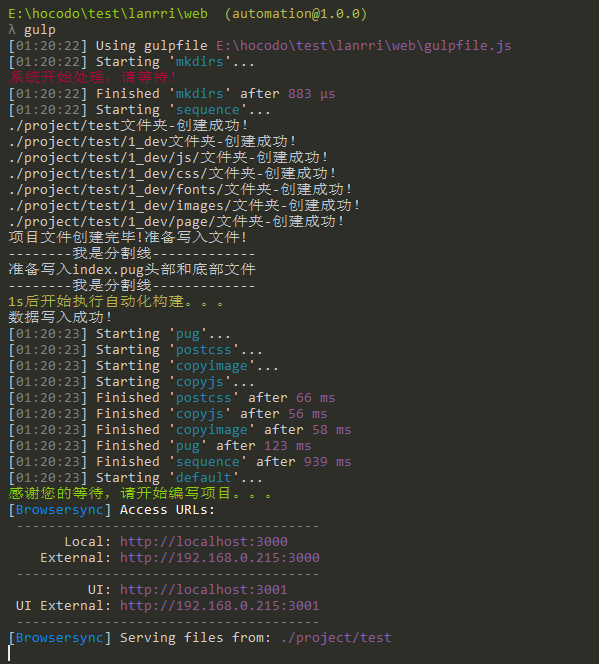 E:\hocodo\test\lanrri\web  (automation@1.0.0)
λ gulp
[01:20:22] Using gulpfile E:\hocodo\test\lanrri\web\gulpfile.js
[01:20:22] Starting 'mkdirs'...
系统开始处理，请等待！
[01:20:22] Finished 'mkdirs' after 883 μs
[01:20:22] Starting 'sequence'...
./project/test文件夹-创建成功！
./project/test/1_dev文件夹-创建成功！
./project/test/1_dev/js/文件夹-创建成功！
./project/test/1_dev/css/文件夹-创建成功！
./project/test/1_dev/fonts/文件夹-创建成功！
./project/test/1_dev/images/文件夹-创建成功！
./project/test/1_dev/page/文件夹-创建成功！
项目文件创建完毕!准备写入文件!
--------我是分割线-------------
准备写入index.pug头部和底部文件
--------我是分割线-------------
1s后开始执行自动化构建。。。
数据写入成功！
[01:20:23] Starting 'pug'...
[01:20:23] Starting 'postcss'...
[01:20:23] Starting 'copyimage'...
[01:20:23] Starting 'copyjs'...
[01:20:23] Finished 'postcss' after 66 ms
[01:20:23] Finished 'copyjs' after 56 ms
[01:20:23] Finished 'copyimage' after 58 ms
[01:20:23] Finished 'pug' after 123 ms
[01:20:23] Finished 'sequence' after 939 ms
[01:20:23] Starting 'default'...
感谢您的等待，请开始编写项目。。。
[Browsersync] Access URLs:
 --------------------------------------
       Local: http://localhost:3000
    External: http://192.168.0.215:3000
 --------------------------------------
          UI: http://localhost:3001
 UI External: http://192.168.0.215:3001
 --------------------------------------
[Browsersync] Serving files from: ./project/test